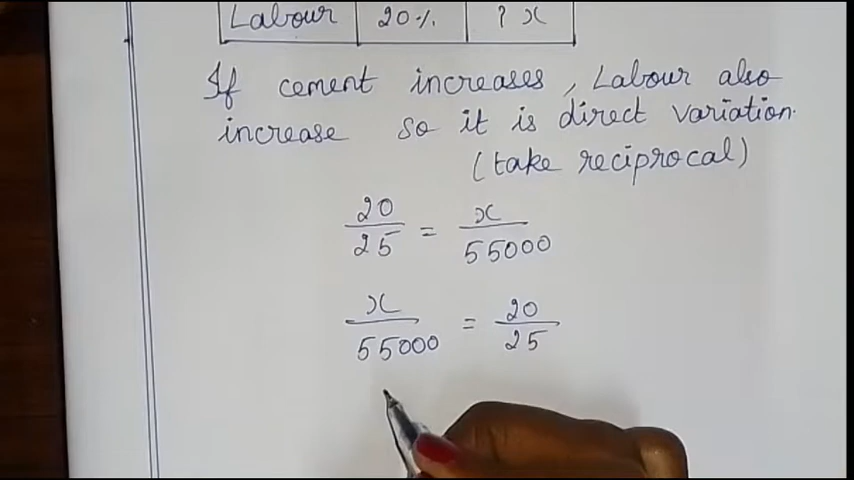 Labour 20%. ? x
If cement increases, Labour also
increase so it is direct variation.
(take reciprocal)
20/25 = x/55000
x/55000 = 20/25